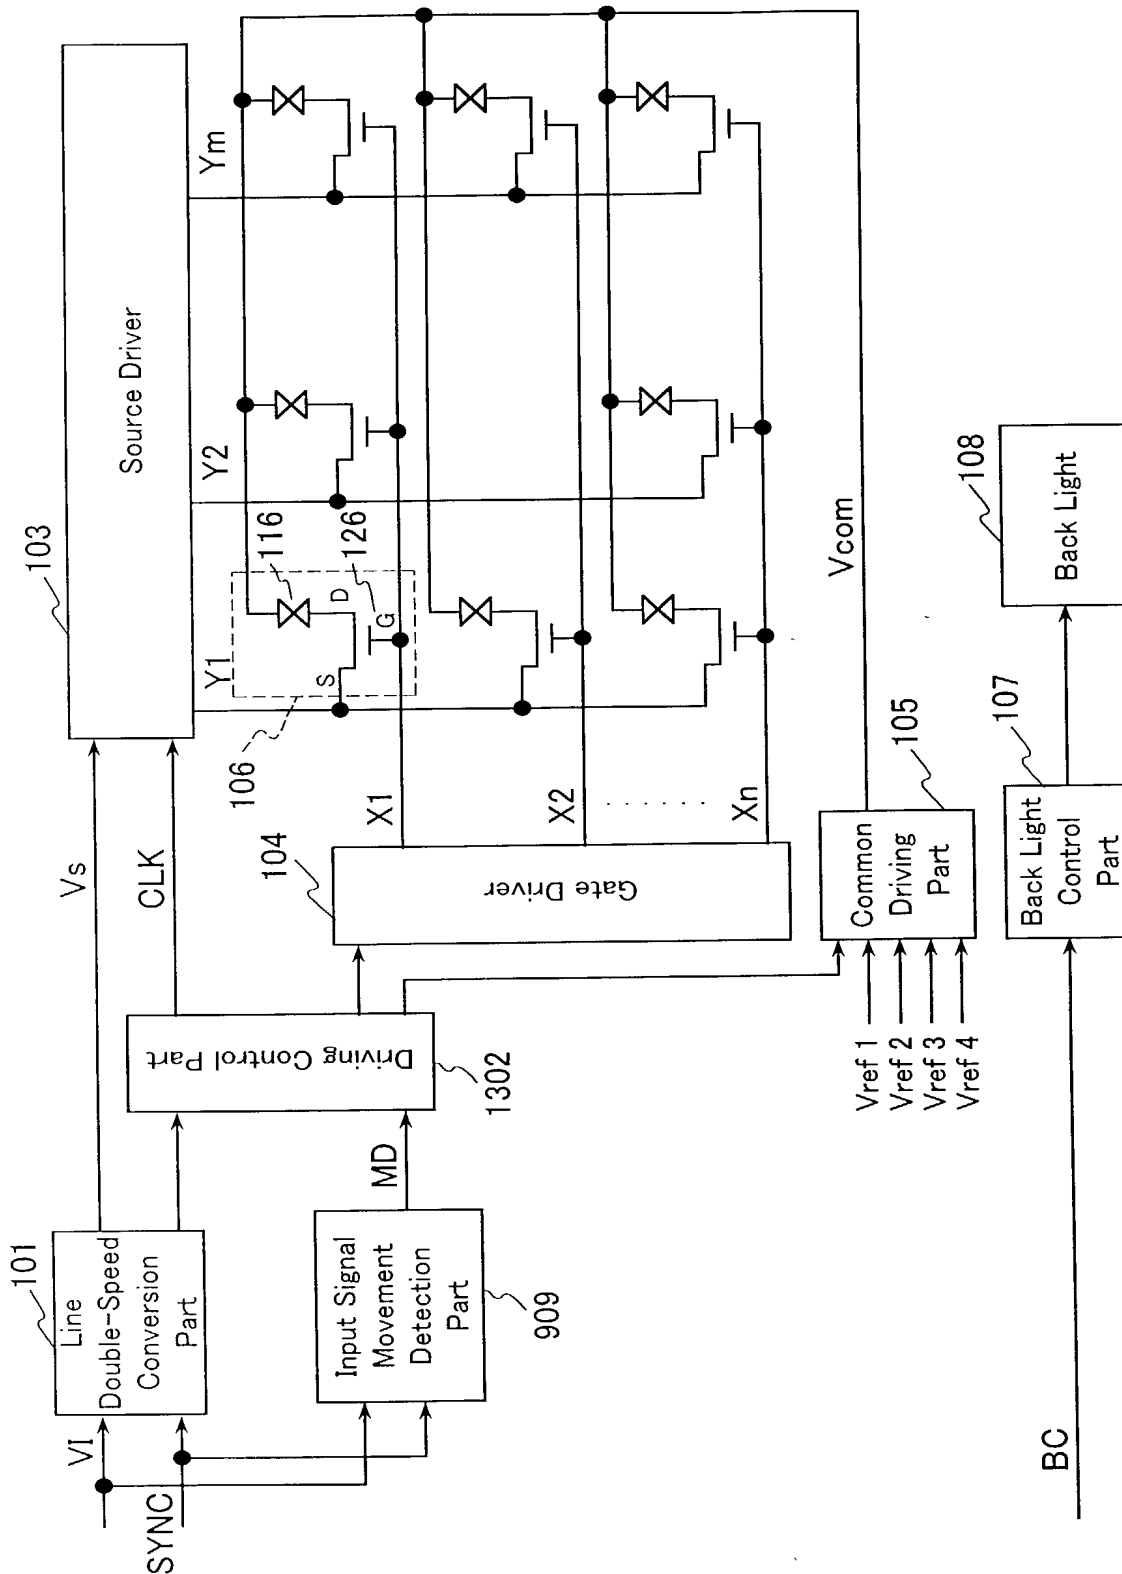 VI
SYNC
101
Line
Double-Speed
Conversion
Part
Input Signal
Movement
Detection
Part
909
MD
Vs
CLK
Driving Control Part
1302
103
Source Driver
104
Gate Driver
Y1
Y2
Ym
106
116
126
S
D
G
X1
X2
. . . . . .
Xn
Vref 1
Vref 2
Vref 3
Vref 4
Common
Driving
Part
105
Vcom
BC
Back Light
Control
Part
107
Back Light
108